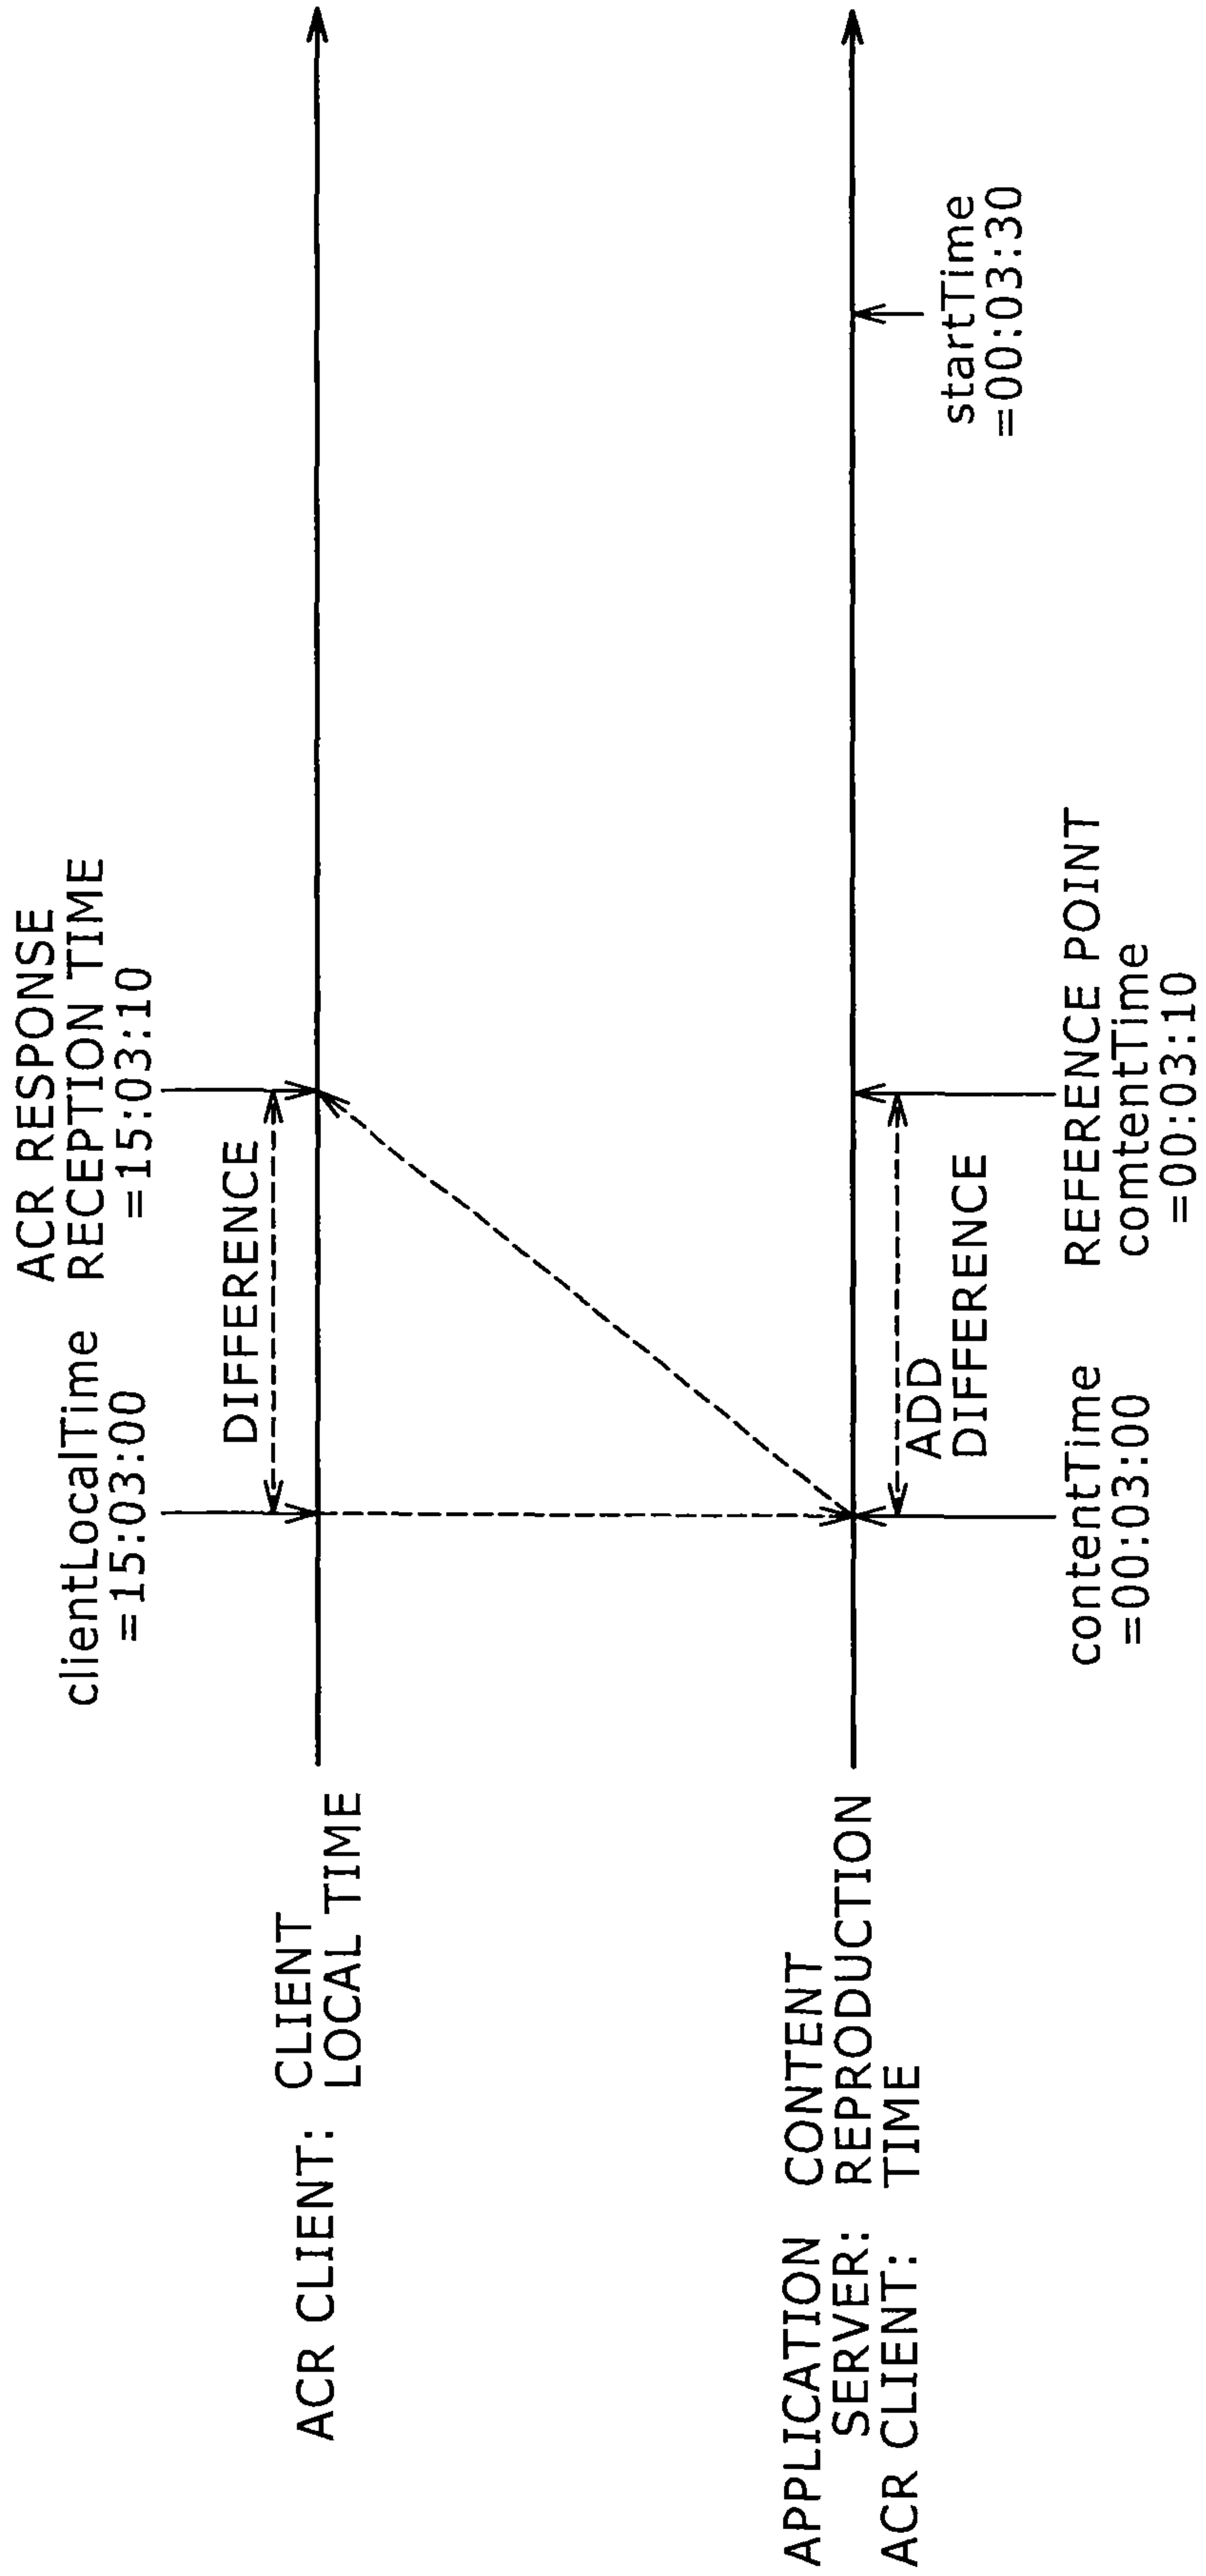 ACR RESPONSE
clientLocalTime RECEPTION TIME
=15:03:00 =15:03:10
DIFFERENCE
CLIENT
ACR CLIENT: LOCAL TIME
APPLICATION CONTENT
SERVER: REPRODUCTION
ACR CLIENT: TIME
ADD
DIFFERENCE
startTime
=00:03:30
contentTime
=00:03:00
REFERENCE POINT
comtentTime
=00:03:10